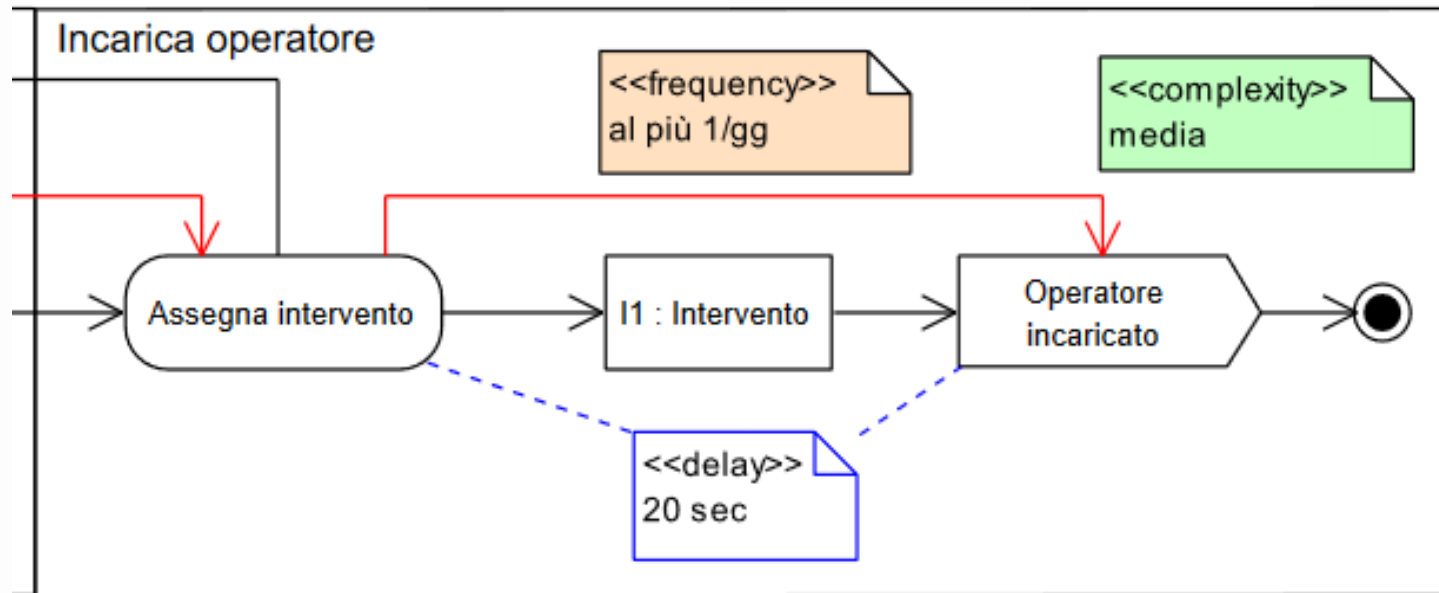 Incarica operatore
<<frequency>>
al più 1/gg
<<complexity>>
media
Assegna intervento
I1 : Intervento
Operatore
incaricato
<<delay>>
20 sec